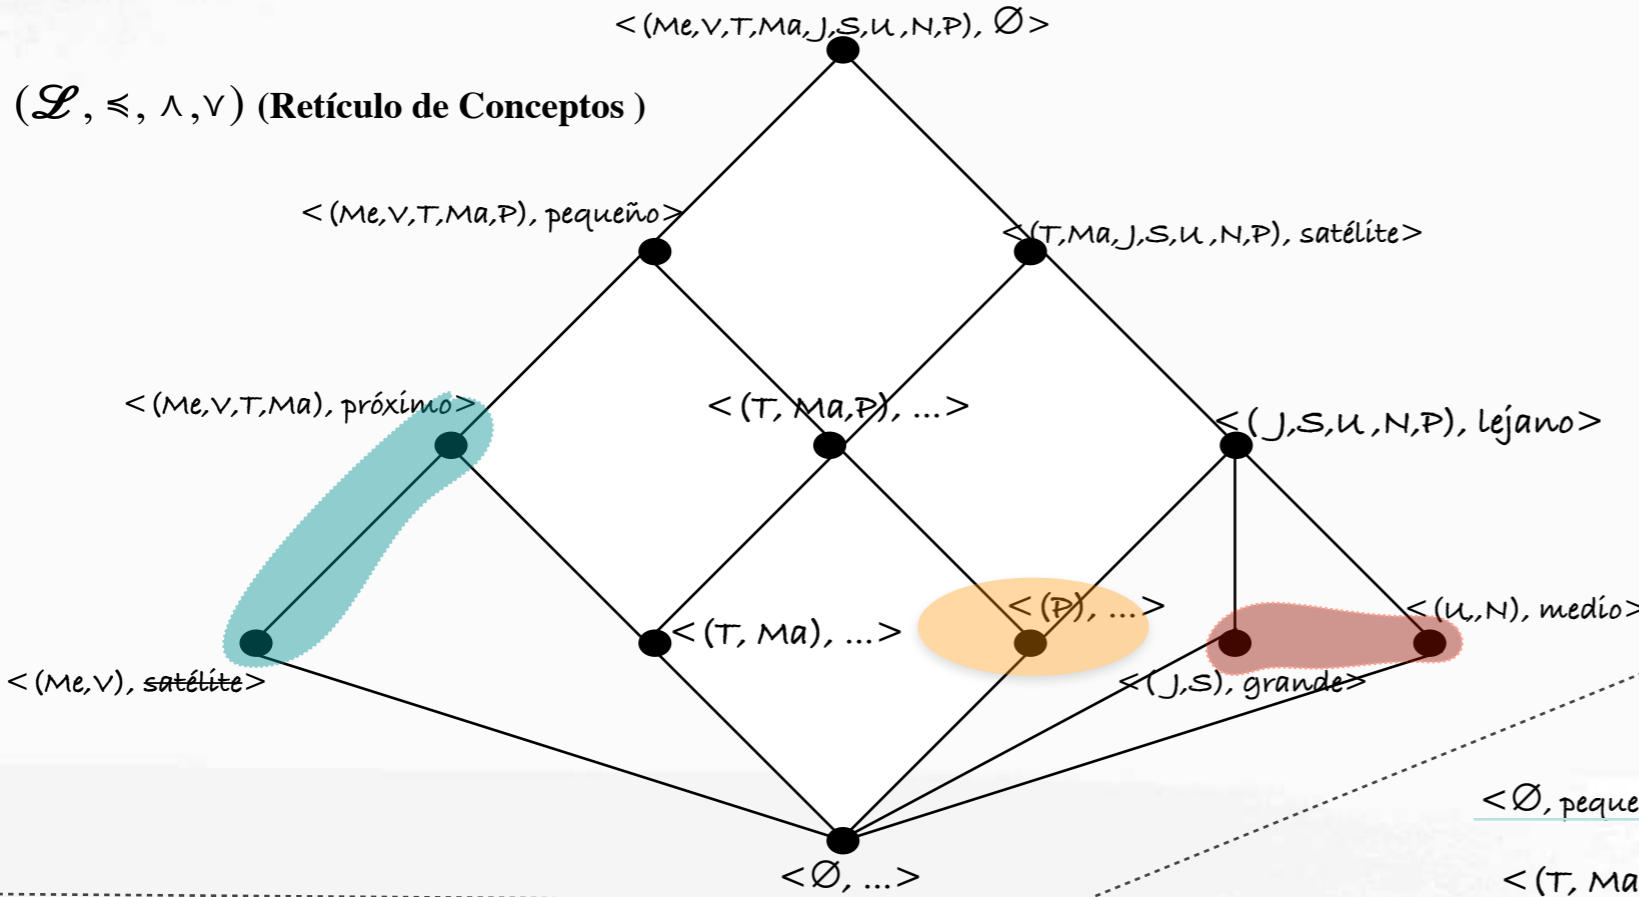 <(Me,V,T,Ma,J,S,U,N,P), ∅>
(ℒ, ≼, ∧,∨) (Retículo de Conceptos )
<(Me,V,T,Ma,P), pequeño>
<(T,Ma,J,S,U,N,P), satélite>
<(Me,V,T,Ma), próximo>
<(T, Ma,P), ...>
<( J,S,U,N,P), lejano>
<(T, Ma), ...>
<(P), ...>
<(U,,N), medio>
<(Me,V), satélite>
<( J,S), grande>
<∅, peque
<∅, ...>
<(T, Ma